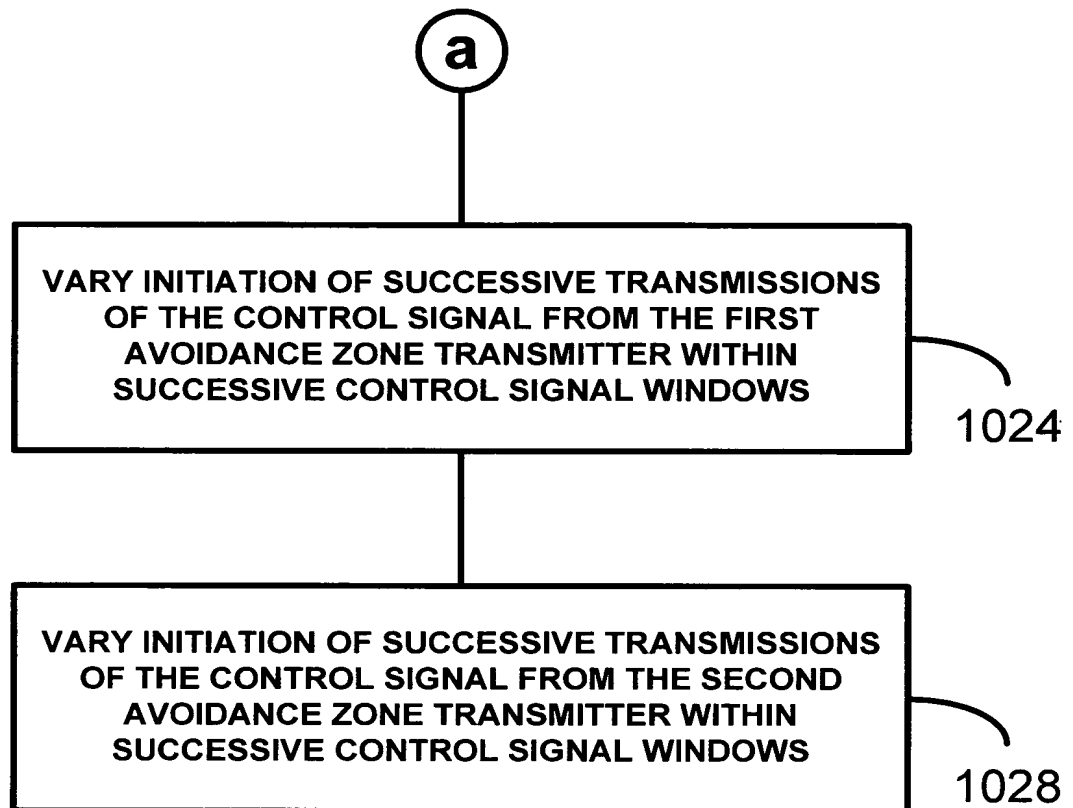 a
VARY INITIATION OF SUCCESSIVE TRANSMISSIONS
OF THE CONTROL SIGNAL FROM THE FIRST
AVOIDANCE ZONE TRANSMITTER WITHIN
SUCCESSIVE CONTROL SIGNAL WINDOWS
1024
VARY INITIATION OF SUCCESSIVE TRANSMISSIONS
OF THE CONTROL SIGNAL FROM THE SECOND
AVOIDANCE ZONE TRANSMITTER WITHIN
SUCCESSIVE CONTROL SIGNAL WINDOWS
1028